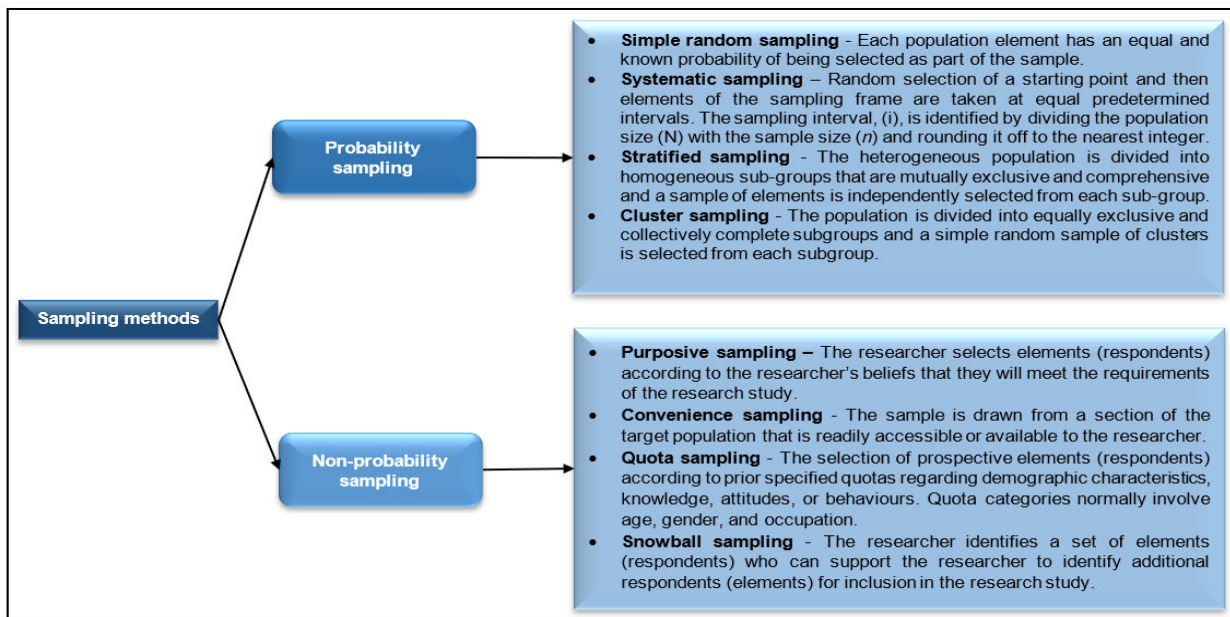 Sampling methods
Probability
sampling
• Simple random sampling - Each population element has an equal and
known probability of being selected as part of the sample.
• Systematic sampling – Random selection of a starting point and then
elements of the sampling frame are taken at equal predetermined
intervals. The sampling interval, (i), is identified by dividing the population
size (N) with the sample size (n) and rounding it off to the nearest integer.
• Stratified sampling - The heterogeneous population is divided into
homogeneous sub-groups that are mutually exclusive and comprehensive
and a sample of elements is independently selected from each sub-group.
• Cluster sampling - The population is divided into equally exclusive and
collectively complete subgroups and a simple random sample of clusters
is selected from each subgroup.
Non-probability
sampling
• Purposive sampling – The researcher selects elements (respondents)
according to the researcher's beliefs that they will meet the requirements
of the research study.
• Convenience sampling - The sample is drawn from a section of the
target population that is readily accessible or available to the researcher.
• Quota sampling - The selection of prospective elements (respondents)
according to prior specified quotas regarding demographic characteristics,
knowledge, attitudes, or behaviours. Quota categories normally involve
age, gender, and occupation.
• Snowball sampling - The researcher identifies a set of elements
(respondents) who can support the researcher to identify additional
respondents (elements) for inclusion in the research study.